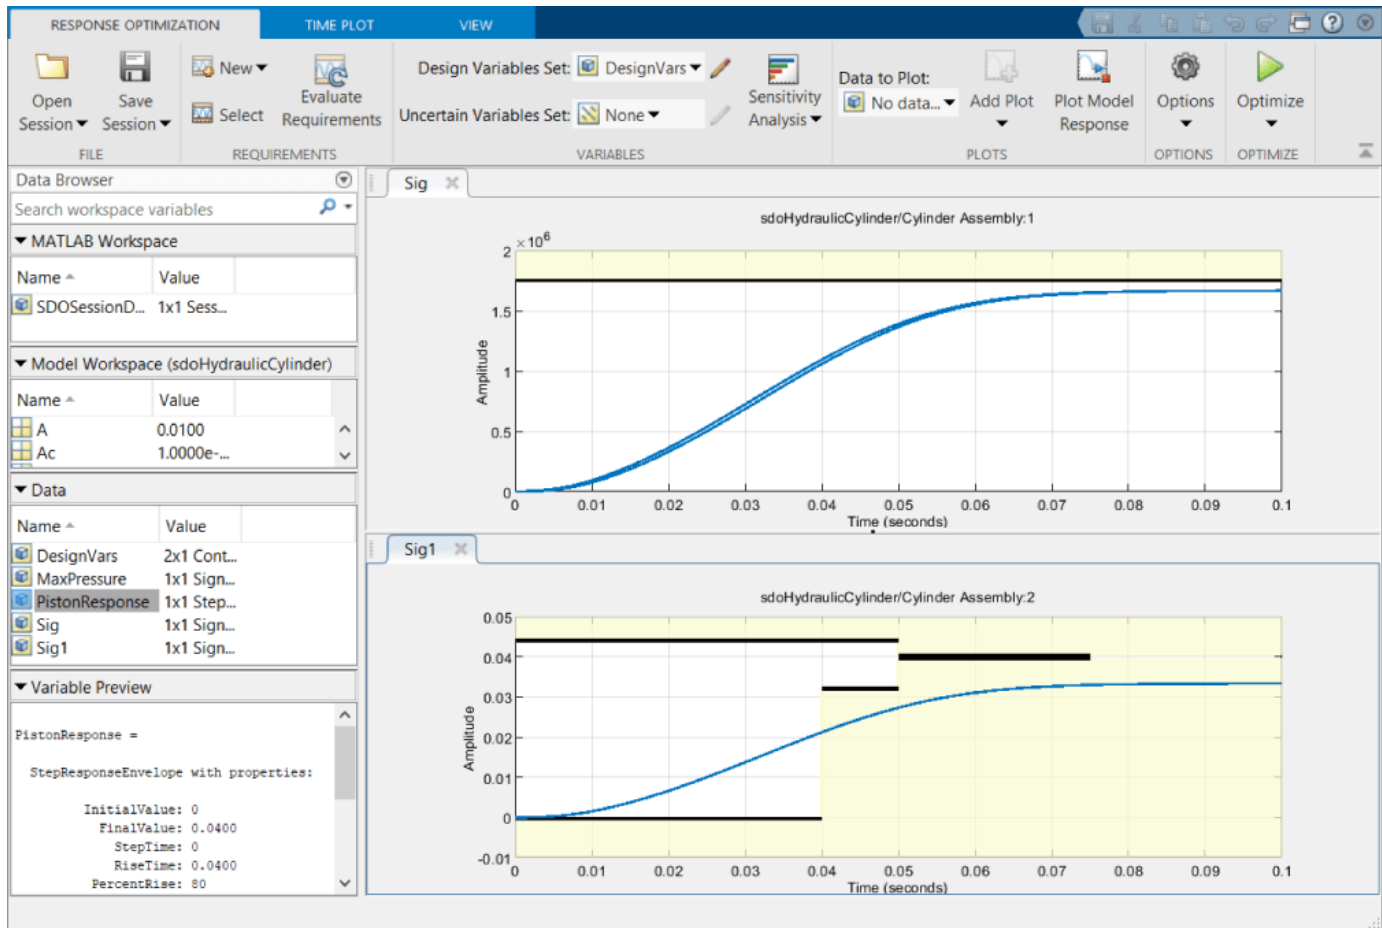 RESPONSE OPTIMIZATION TIME PLOT VIEW
Open Session Save Session New Select Evaluate Requirements
Design Variables Set: DesignVars
Uncertain Variables Set: None
Sensitivity Analysis
Data to Plot:
No data...
Add Plot
Plot Model Response
Options
Optimize
FILE REQUIREMENTS VARIABLES PLOTS OPTIONS OPTIMIZE
Data Browser
Search workspace variables
MATLAB Workspace
Name Value
SDOSessionD... 1x1 Sess...
Model Workspace (sdoHydraulicCylinder)
Name Value
A 0.0100
Ac 1.0000e-...
Data
Name Value
DesignVars 2x1 Cont...
MaxPressure 1x1 Sign...
PistonResponse 1x1 Step...
Sig 1x1 Sign...
Sig1 1x1 Sign...
Variable Preview
PistonResponse =
StepResponseEnvelope with properties:
InitialValue: 0
FinalValue: 0.0400
StepTime: 0
RiseTime: 0.0400
PercentRise: 80
Sig
sdoHydraulicCylinder/Cylinder Assembly:1
×10⁶
2
1.5
1
0.5
0
Amplitude
0 0.01 0.02 0.03 0.04 0.05 0.06 0.07 0.08 0.09 0.1
Time (seconds)
Sig1
sdoHydraulicCylinder/Cylinder Assembly:2
0.05
0.04
0.03
0.02
0.01
0
-0.01
Amplitude
0 0.01 0.02 0.03 0.04 0.05 0.06 0.07 0.08 0.09 0.1
Time (seconds)